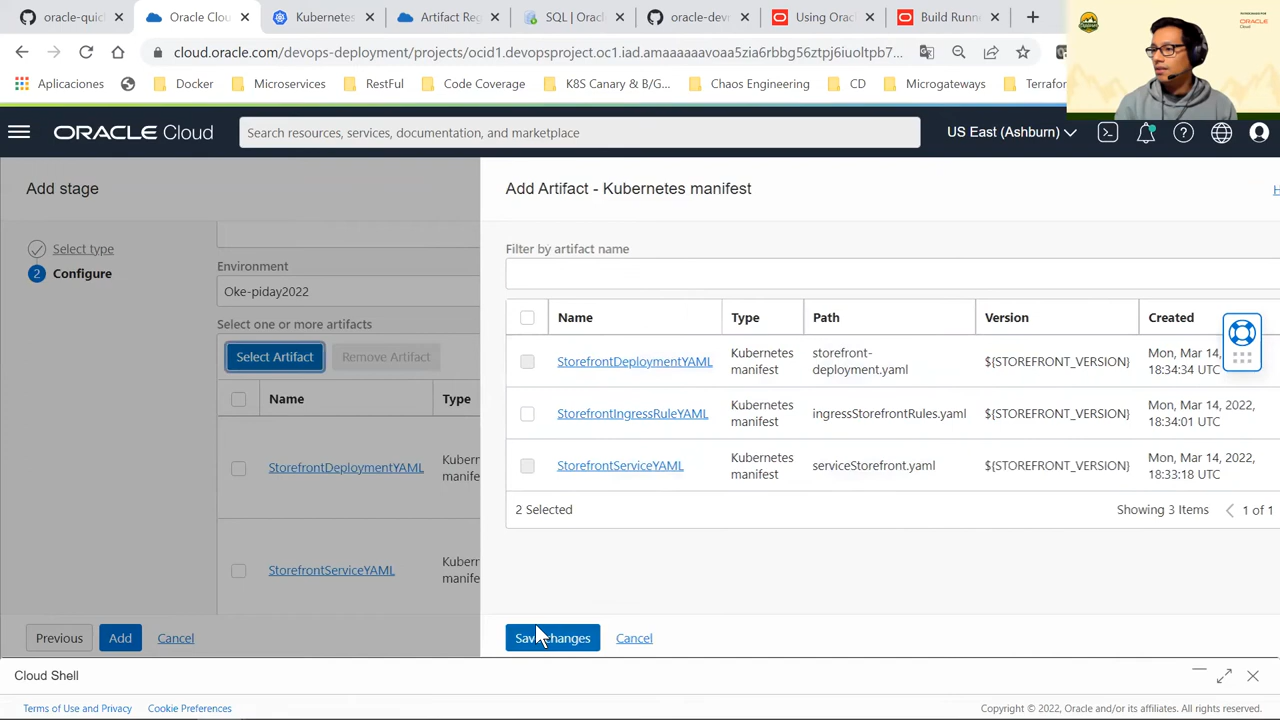 oracle-quic
Oracle Clou
Kubernetes
Artifact Reg
oracle-dev
Using Oracl
Build Runn
cloud.oracle.com/devops-deployment/projects/ocid1.devopsproject.oc1.iad.amaaaaaavoaa5zia6rbbg56ztpj6iuoltpb7...
Aplicaciones
Docker
Microservices
RestFul
Code Coverage
K8S Canary & B/G...
Chaos Engineering
CD
Microgateways
Terrafo
ORACLE Cloud
Search resources, services, documentation, and marketplace
US East (Ashburn)
Add stage
Select type
2 Configure
Environment
Oke-piday2022
Select one or more artifacts
Select Artifact
Remove Artifact
Name
Type
StorefrontDeploymentYAML
Kubern
manife
StorefrontServiceYAML
Kubern
manife
Previous
Add
Cancel
Add Artifact - Kubernetes manifest
H
Filter by artifact name
Name
Type
Path
Version
Created
StorefrontDeploymentYAML
Kubernetes
manifest
storefront-
deployment.yaml
${STOREFRONT_VERSION}
Mon, Mar 14,
18:34:34 UTC
StorefrontIngressRuleYAML
Kubernetes
manifest
ingressStorefrontRules.yaml
${STOREFRONT_VERSION}
Mon, Mar 14, 2022,
18:34:01 UTC
StorefrontServiceYAML
Kubernetes
manifest
serviceStorefront.yaml
${STOREFRONT_VERSION}
Mon, Mar 14, 2022,
18:33:18 UTC
2 Selected
Showing 3 Items
1 of 1
Save changes
Cancel
Cloud Shell
Terms of Use and Privacy
Cookie Preferences
Copyright © 2022, Oracle and/or its affiliates. All rights reserved.